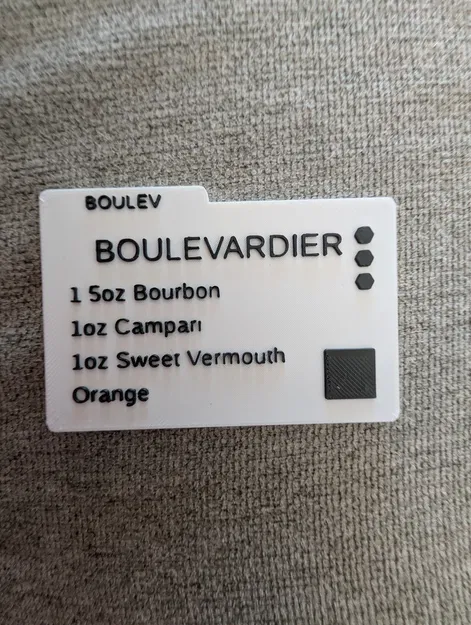 BOULEV
BOULEVARDIER
1 5oz Bourbon
1oz Campari
1oz Sweet Vermouth
Orange